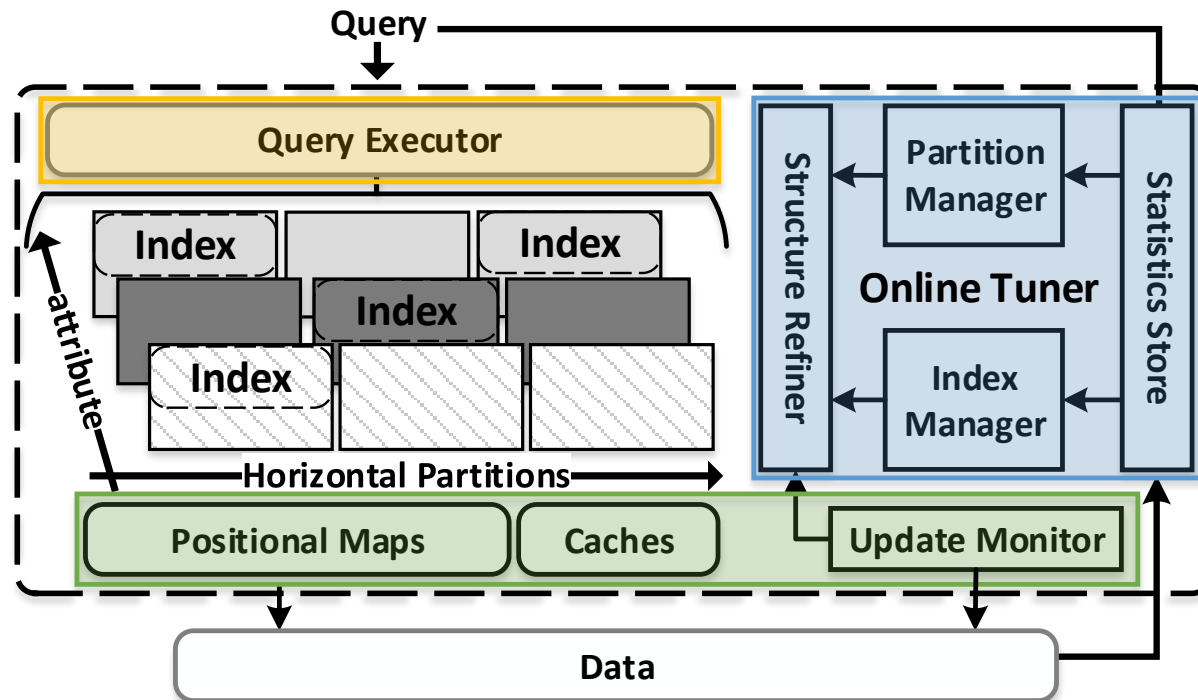 Query
Query Executor
Index
Index
Index
Index
attribute
Horizontal Partitions
Structure Refiner
Partition
Manager
Online Tuner
Index
Manager
Statistics Store
Positional Maps
Caches
Update Monitor
Data